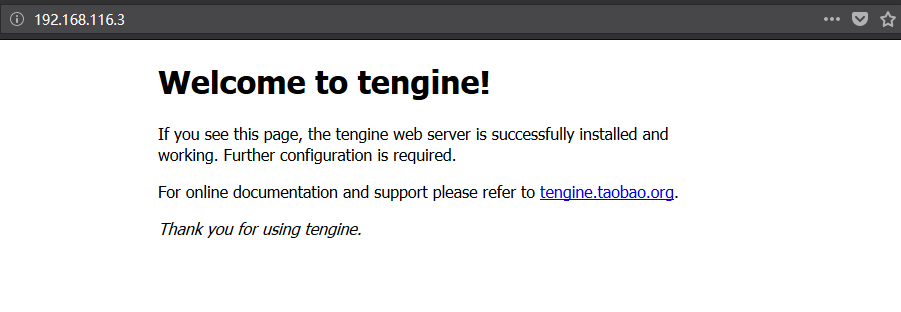 192.168.116.3
Welcome to tengine!
If you see this page, the tengine web server is successfully installed and
working. Further configuration is required.
For online documentation and support please refer to tengine.taobao.org.
Thank you for using tengine.